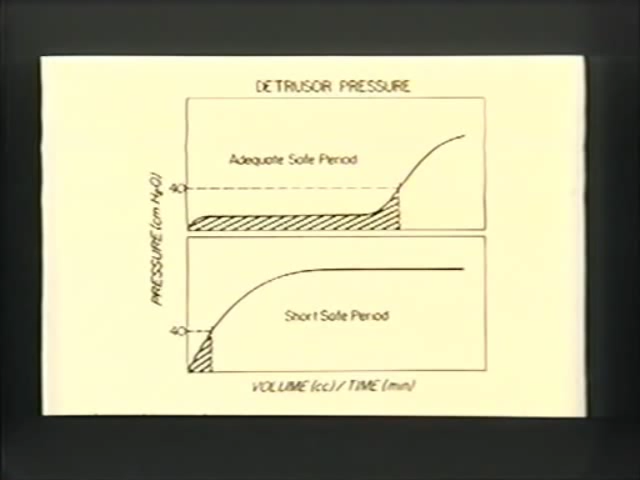 DETRUSOR PRESSURE
Adequate Safe Period
40
PRESSURE (cm H₂O)
Short Safe Period
40
VOLUME (cc) / TIME (min)